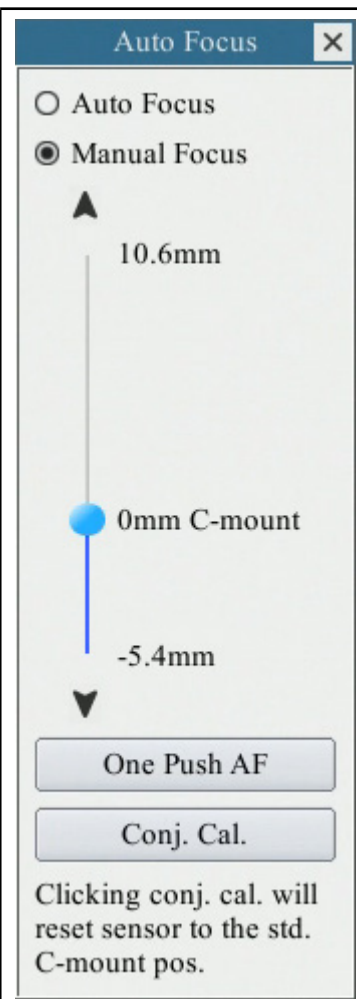 Auto Focus
Auto Focus
Manual Focus
10.6mm
0mm C-mount
-5.4mm
One Push AF
Conj. Cal.
Clicking conj. cal. will
reset sensor to the std.
C-mount pos.